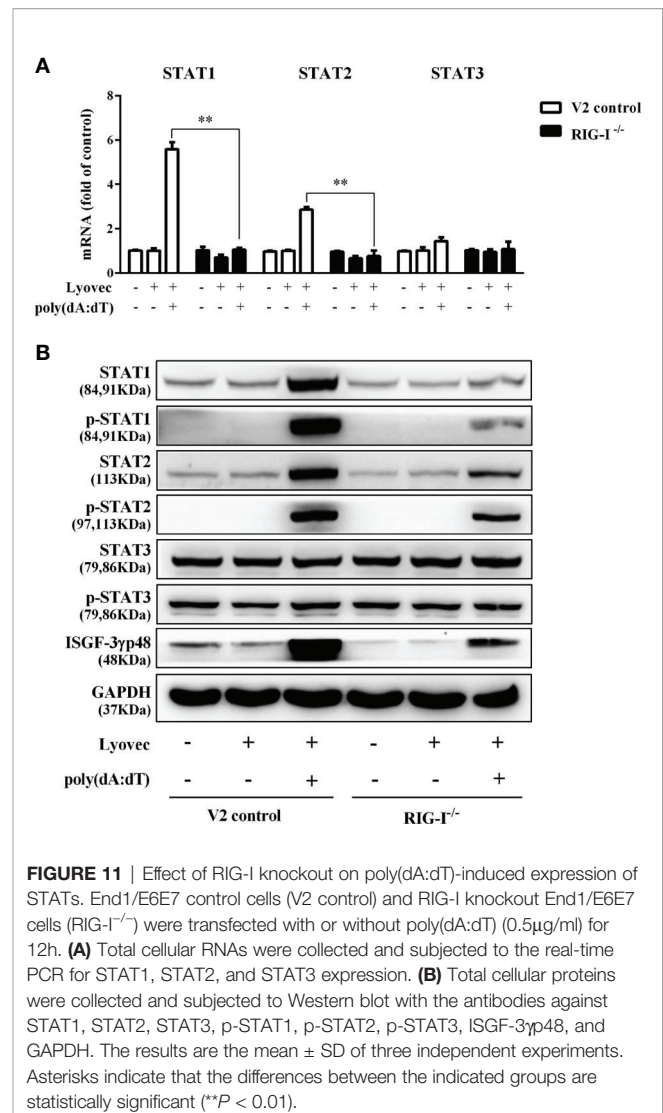 A
STAT1 STAT2 STAT3
V2 control
RIG-I -/-
mRNA (fold of control)
8
6
4
2
0
** **
Lyovec - + + - + + - + + - + + - + + - + +
poly(dA:dT) - - + - - + - - + - - + - - + - - +
B
STAT1
(84,91KDa)
p-STAT1
(84,91KDa)
STAT2
(113KDa)
p-STAT2
(97,113KDa)
STAT3
(79,86KDa)
p-STAT3
(79,86KDa)
ISGF-3γp48
(48KDa)
GAPDH
(37KDa)
Lyovec - + + - + +
poly(dA:dT) - - + - - +
V2 control RIG-I-/-
FIGURE 11 | Effect of RIG-I knockout on poly(dA:dT)-induced expression of
STATs. End1/E6E7 control cells (V2 control) and RIG-I knockout End1/E6E7
cells (RIG-I−/−) were transfected with or without poly(dA:dT) (0.5μg/ml) for
12h. (A) Total cellular RNAs were collected and subjected to the real-time
PCR for STAT1, STAT2, and STAT3 expression. (B) Total cellular proteins
were collected and subjected to Western blot with the antibodies against
STAT1, STAT2, STAT3, p-STAT1, p-STAT2, p-STAT3, ISGF-3γp48, and
GAPDH. The results are the mean ± SD of three independent experiments.
Asterisks indicate that the differences between the indicated groups are
statistically significant (**P < 0.01).